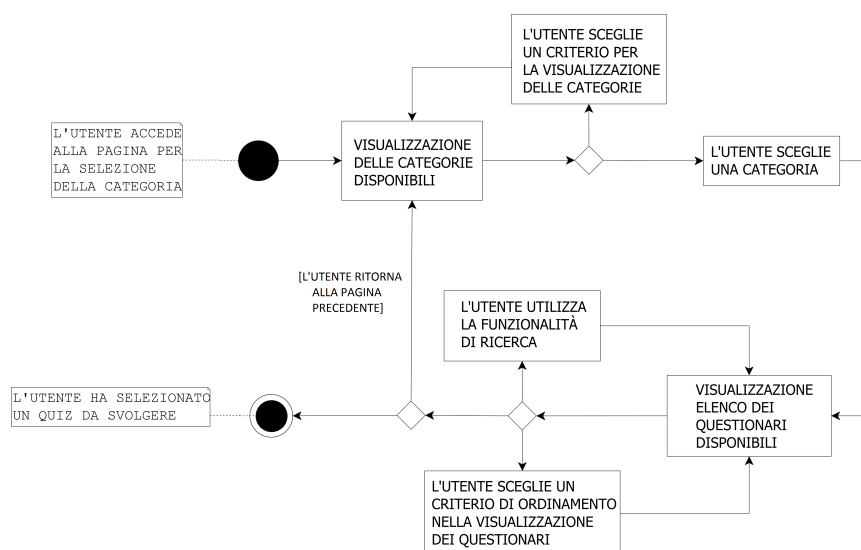 L'UTENTE SCEGLIE
UN CRITERIO PER
LA VISUALIZZAZIONE
DELLE CATEGORIE
L'UTENTE ACCEDE
ALLA PAGINA PER
LA SELEZIONE
DELLA CATEGORIA
VISUALIZZAZIONE
DELLE CATEGORIE
DISPONIBILI
L'UTENTE SCEGLIE
UNA CATEGORIA
[L'UTENTE RITORNA
ALLA PAGINA
PRECEDENTE]
L'UTENTE UTILIZZA
LA FUNZIONALITÀ
DI RICERCA
L'UTENTE HA SELEZIONATO
UN QUIZ DA SVOLGERE
VISUALIZZAZIONE
ELENCO DEI
QUESTIONARI
DISPONIBILI
L'UTENTE SCEGLIE UN
CRITERIO DI ORDINAMENTO
NELLA VISUALIZZAZIONE
DEI QUESTIONARI